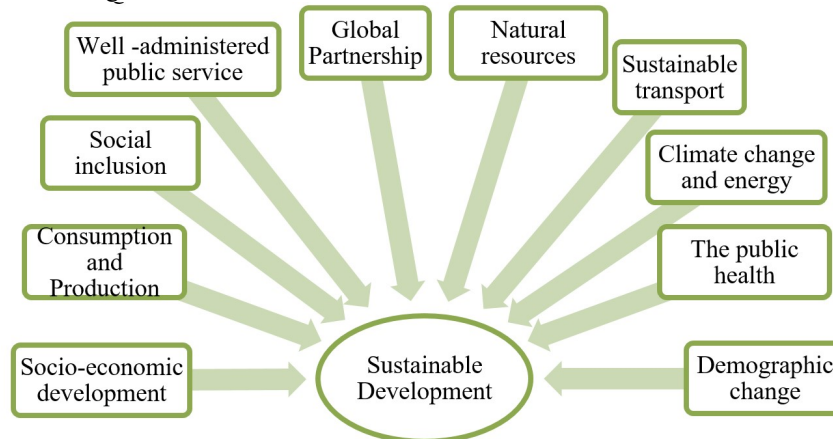 Well -administered
public service
Global
Partnership
Natural
resources
Sustainable
transport
Social
inclusion
Climate change
and energy
Consumption
and
Production
The public
health
Socio-economic
development
Sustainable
Development
Demographic
change